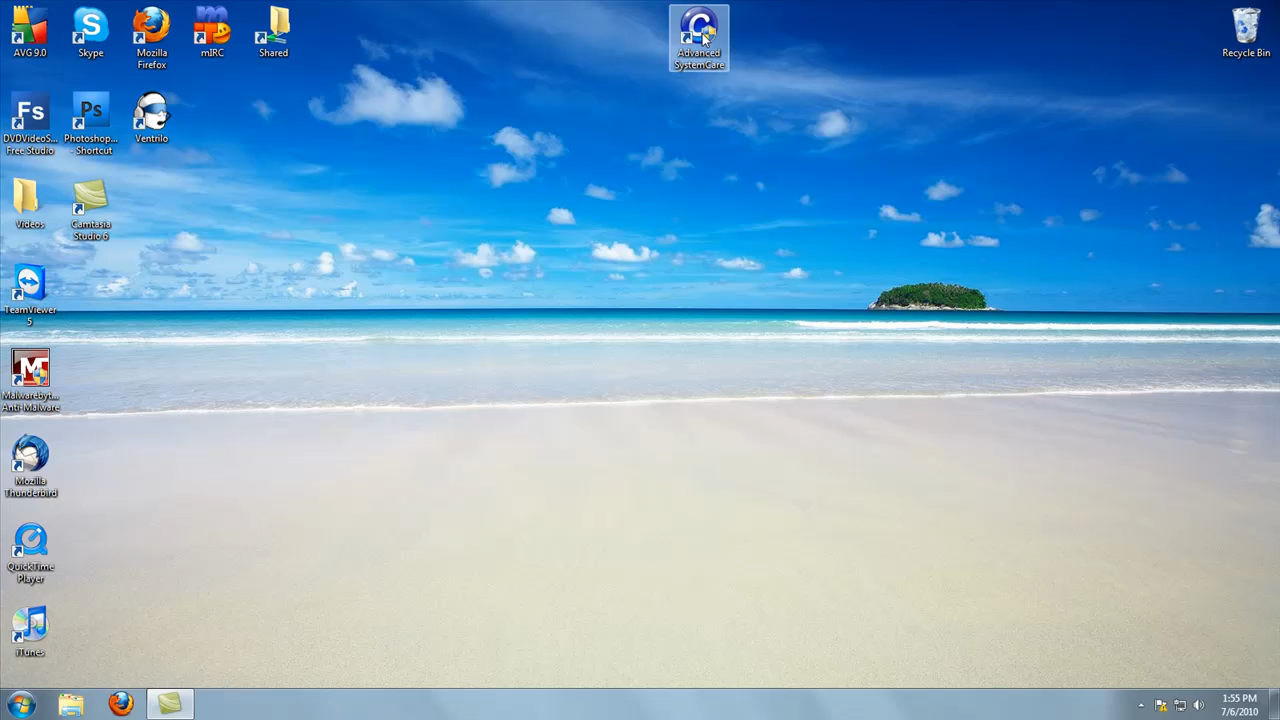 AVG 9.0
Skype
Mozilla
Firefox
mIRC
Shared
Advanced
SystemCare
Recycle Bin
Fs
DVDVideoS...
Free Studio
Ps
Photoshop...
- Shortcut
Ventrilo
Videos
Camtasia
Studio 6
TeamViewer
5
Malwarebyt...
Anti-Malware
Mozilla
Thunderbird
QuickTime
Player
iTunes
1:55 PM
7/6/2010